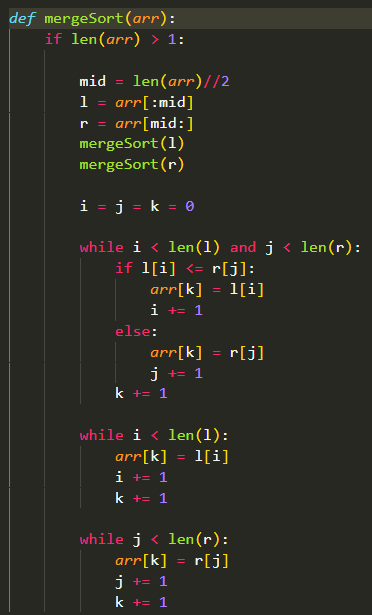 def mergeSort(arr):
    if len(arr) > 1:

        mid = len(arr)//2
        l = arr[:mid]
        r = arr[mid:]
        mergeSort(l)
        mergeSort(r)

        i = j = k = 0

        while i < len(l) and j < len(r):
            if l[i] <= r[j]:
                arr[k] = l[i]
                i += 1
            else:
                arr[k] = r[j]
                j += 1
            k += 1

        while i < len(l):
            arr[k] = l[i]
            i += 1
            k += 1

        while j < len(r):
            arr[k] = r[j]
            j += 1
            k += 1